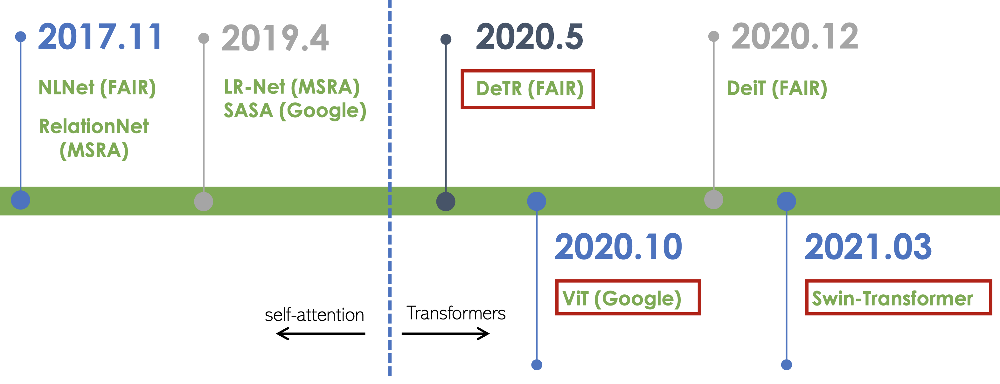 2017.11
NLNet (FAIR)
RelationNet
(MSRA)
2019.4
LR-Net (MSRA)
SASA (Google)
2020.5
DeTR (FAIR)
2020.12
DeiT (FAIR)
2020.10
ViT (Google)
2021.03
Swin-Transformer
self-attention
Transformers